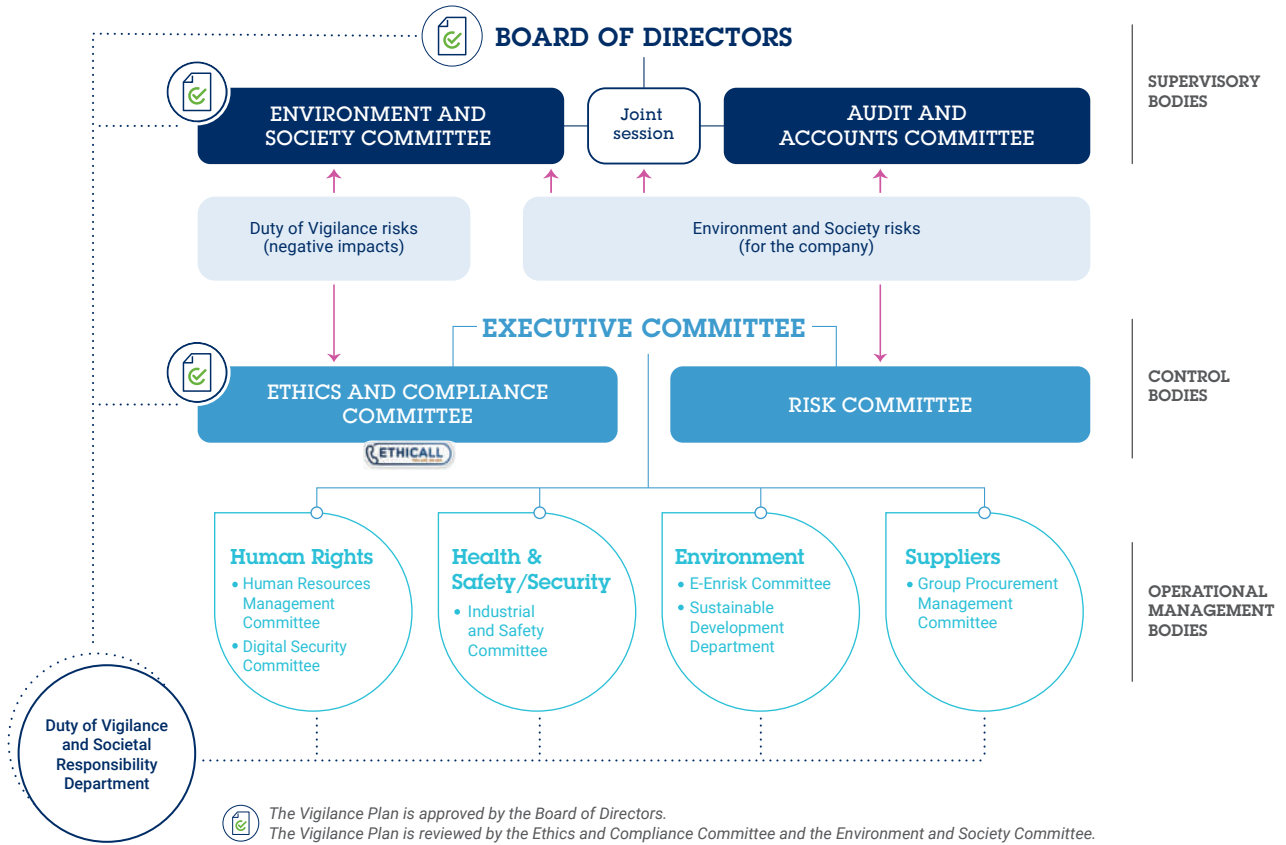 BOARD OF DIRECTORS
ENVIRONMENT AND
SOCIETY COMMITTEE
Joint
session
AUDIT AND
ACCOUNTS COMMITTEE
SUPERVISORY
BODIES
Duty of Vigilance risks
(negative impacts)
Environment and Society risks
(for the company)
EXECUTIVE COMMITTEE
ETHICS AND COMPLIANCE
COMMITTEE
RISK COMMITTEE
CONTROL
BODIES
ETHICALL
Human Rights
• Human Resources
Management
Committee
• Digital Security
Committee
Health &
Safety/Security
• Industrial
and Safety
Committee
Environment
• E-Enrisk Committee
• Sustainable
Development
Department
Suppliers
• Group Procurement
Management
Committee
OPERATIONAL
MANAGEMENT
BODIES
Duty of Vigilance
and Societal
Responsibility
Department
The Vigilance Plan is approved by the Board of Directors.
The Vigilance Plan is reviewed by the Ethics and Compliance Committee and the Environment and Society Committee.